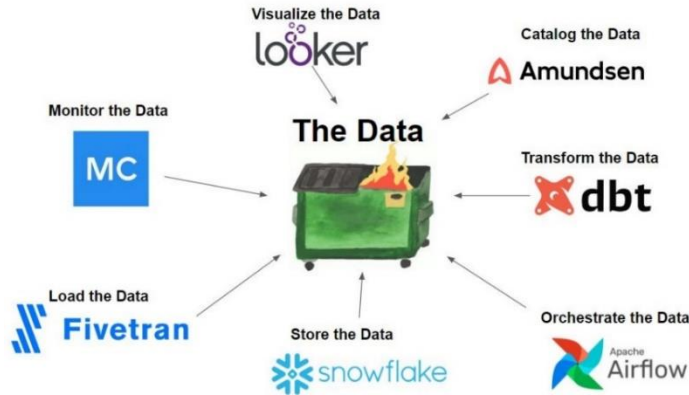 Visualize the Data
looker
Catalog the Data
Amundsen
Monitor the Data
MC
The Data
Transform the Data
dbt
Load the Data
Fivetran
Store the Data
snowflake
Orchestrate the Data
Apache
Airflow